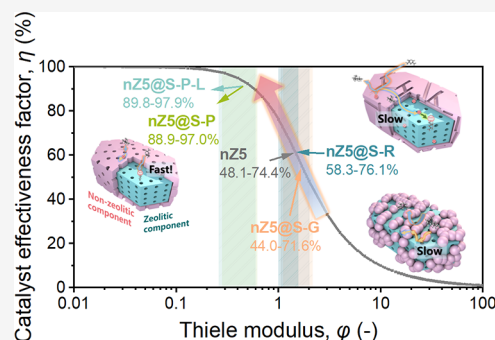 Catalyst effectiveness factor, η (%)
100
80
60
40
20
0
nZ5@S-P-L
89.8-97.9%
nZ5@S-P
88.9-97.0%
nZ5
48.1-74.4%
nZ5@S-R
58.3-76.1%
nZ5@S-G
44.0-71.6%
Fast!
Non-zeolitic
component
Zeolitic
component
Slow
Slow
0.01
0.1
1
10
100
Thiele modulus, φ (-)